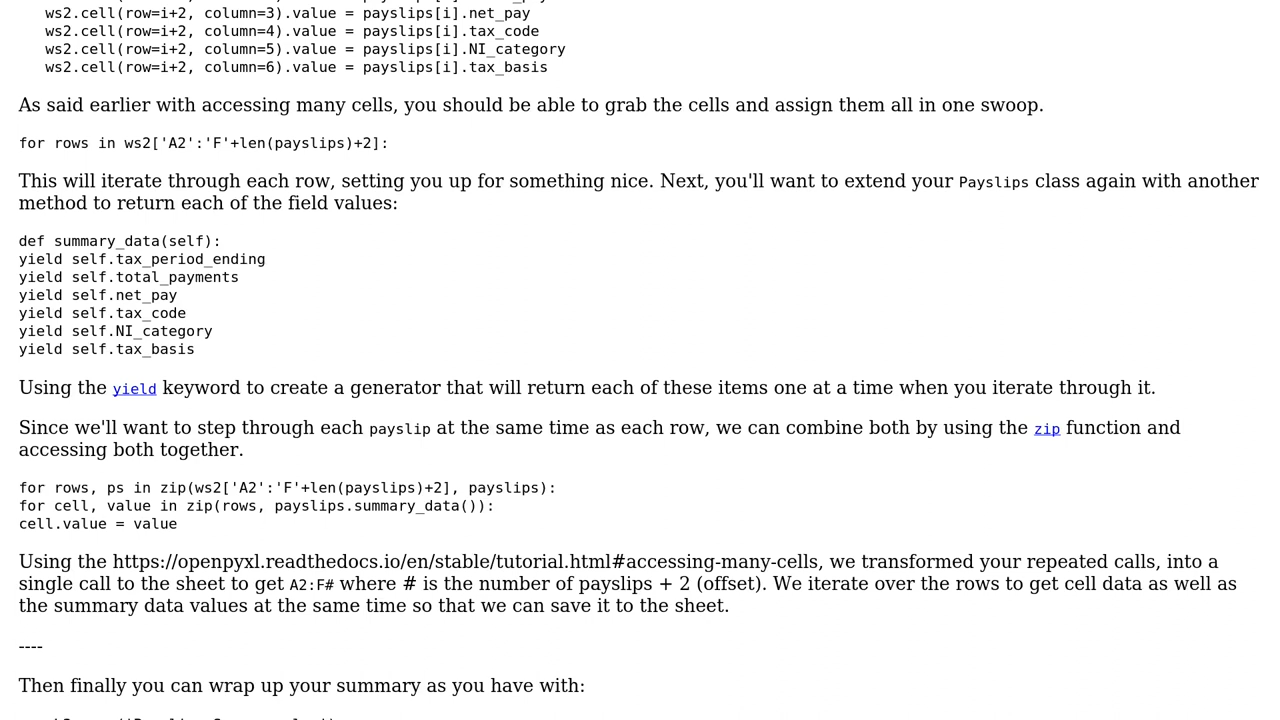 ws2.cell(row=i+2, column=3).value = payslips[i].net_pay
ws2.cell(row=i+2, column=4).value = payslips[i].tax_code
ws2.cell(row=i+2, column=5).value = payslips[i].NI_category
ws2.cell(row=i+2, column=6).value = payslips[i].tax_basis
As said earlier with accessing many cells, you should be able to grab the cells and assign them all in one swoop.
for rows in ws2['A2':'F'+len(payslips)+2]:
This will iterate through each row, setting you up for something nice. Next, you'll want to extend your Payslips class again with another
method to return each of the field values:
def summary_data(self):
yield self.tax_period_ending
yield self.total_payments
yield self.net_pay
yield self.tax_code
yield self.NI_category
yield self.tax_basis
Using the yield keyword to create a generator that will return each of these items one at a time when you iterate through it.
Since we'll want to step through each payslip at the same time as each row, we can combine both by using the zip function and
accessing both together.
for rows, ps in zip(ws2['A2':'F'+len(payslips)+2], payslips):
for cell, value in zip(rows, payslips.summary_data()):
cell.value = value
Using the https://openpyxl.readthedocs.io/en/stable/tutorial.html#accessing-many-cells, we transformed your repeated calls, into a
single call to the sheet to get A2:F# where # is the number of payslips + 2 (offset). We iterate over the rows to get cell data as well as
the summary data values at the same time so that we can save it to the sheet.
----
Then finally you can wrap up your summary as you have with: